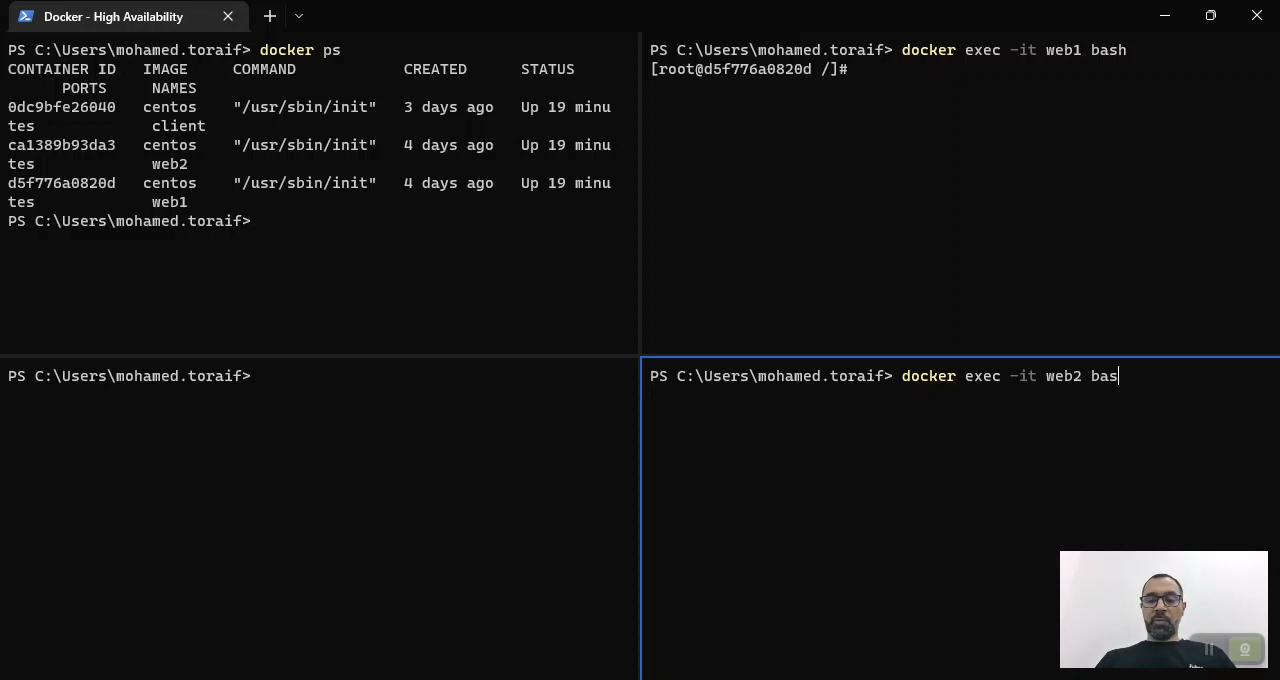 Docker - High Availability
PS C:\Users\mohamed.toraif> docker ps
CONTAINER ID   IMAGE     COMMAND            CREATED      STATUS
      PORTS     NAMES
0dc9bfe26040   centos    "/usr/sbin/init"   3 days ago   Up 19 minu
tes             client
ca1389b93da3   centos    "/usr/sbin/init"   4 days ago   Up 19 minu
tes             web2
d5f776a0820d   centos    "/usr/sbin/init"   4 days ago   Up 19 minu
tes             web1
PS C:\Users\mohamed.toraif>
PS C:\Users\mohamed.toraif> docker exec -it web1 bash
[root@d5f776a0820d /]#
PS C:\Users\mohamed.toraif>
PS C:\Users\mohamed.toraif> docker exec -it web2 bas